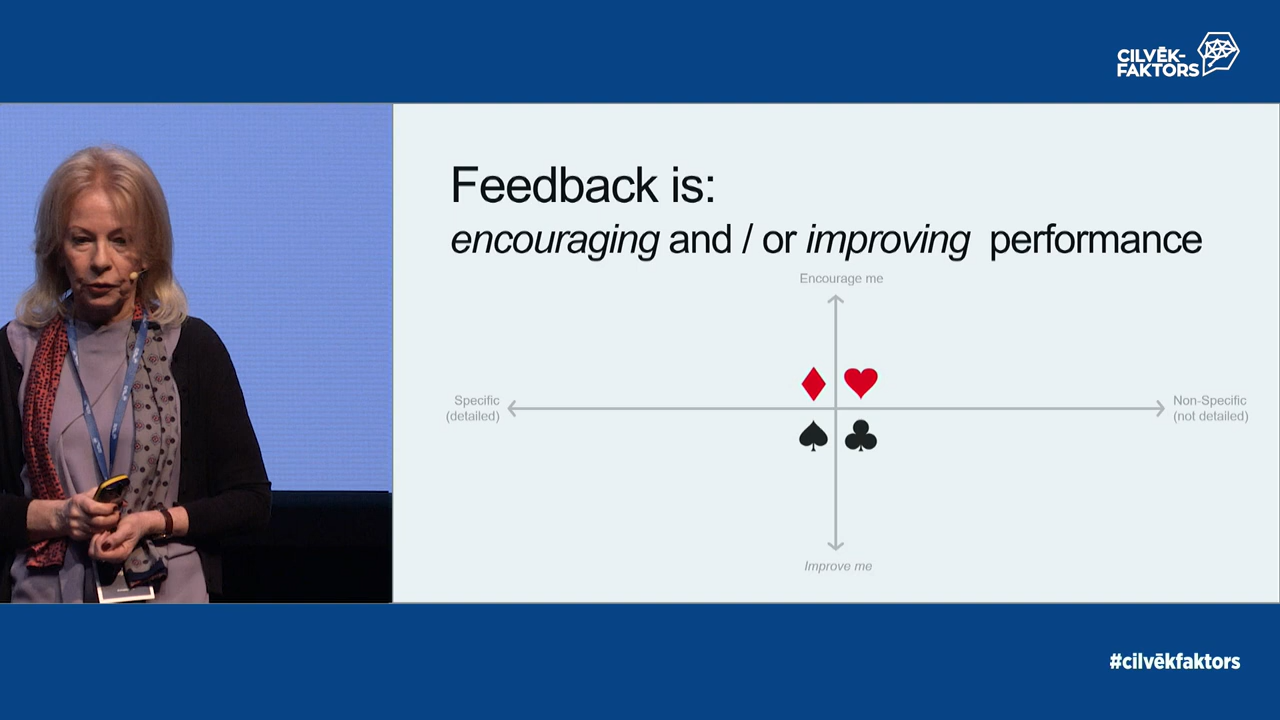 CILVĒK-
FAKTORS
Feedback is:
encouraging and / or improving performance
Encourage me
Specific
(detailed)
Non-Specific
(not detailed)
Improve me
#cilvēkfaktors